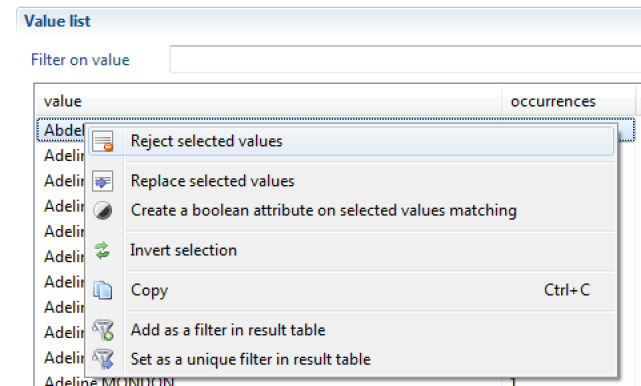 Value list
Filter on value
value occurrences
Abdel
Reject selected values
Adelin
Adelin
Replace selected values
Adelin
Create a boolean attribute on selected values matching
Adelin
Adelin
Invert selection
Adelin
Copy Ctrl+C
Adelin
Adelin
Add as a filter in result table
Adelin
Set as a unique filter in result table
Adeline MONDON 1